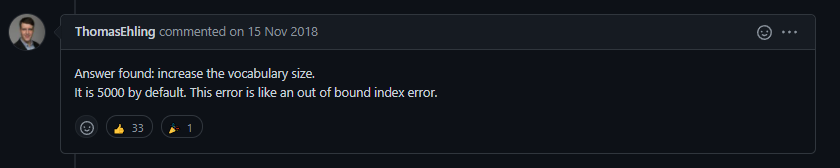 ThomasEhling commented on 15 Nov 2018
Answer found: increase the vocabulary size.
It is 5000 by default. This error is like an out of bound index error.
33 1